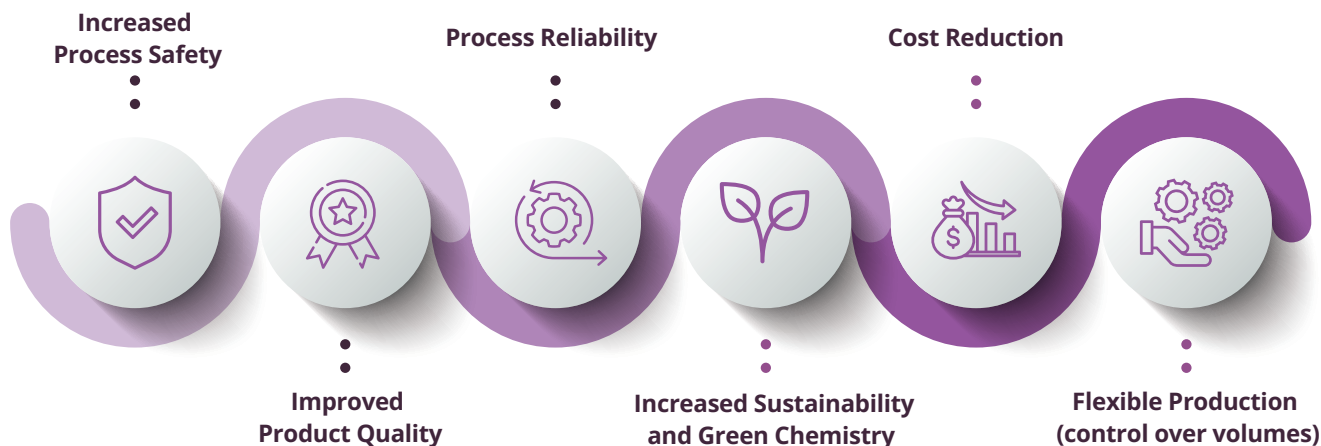 Increased
Process Safety
Improved
Product Quality
Process Reliability
Increased Sustainability
and Green Chemistry
Cost Reduction
$
Flexible Production
(control over volumes)